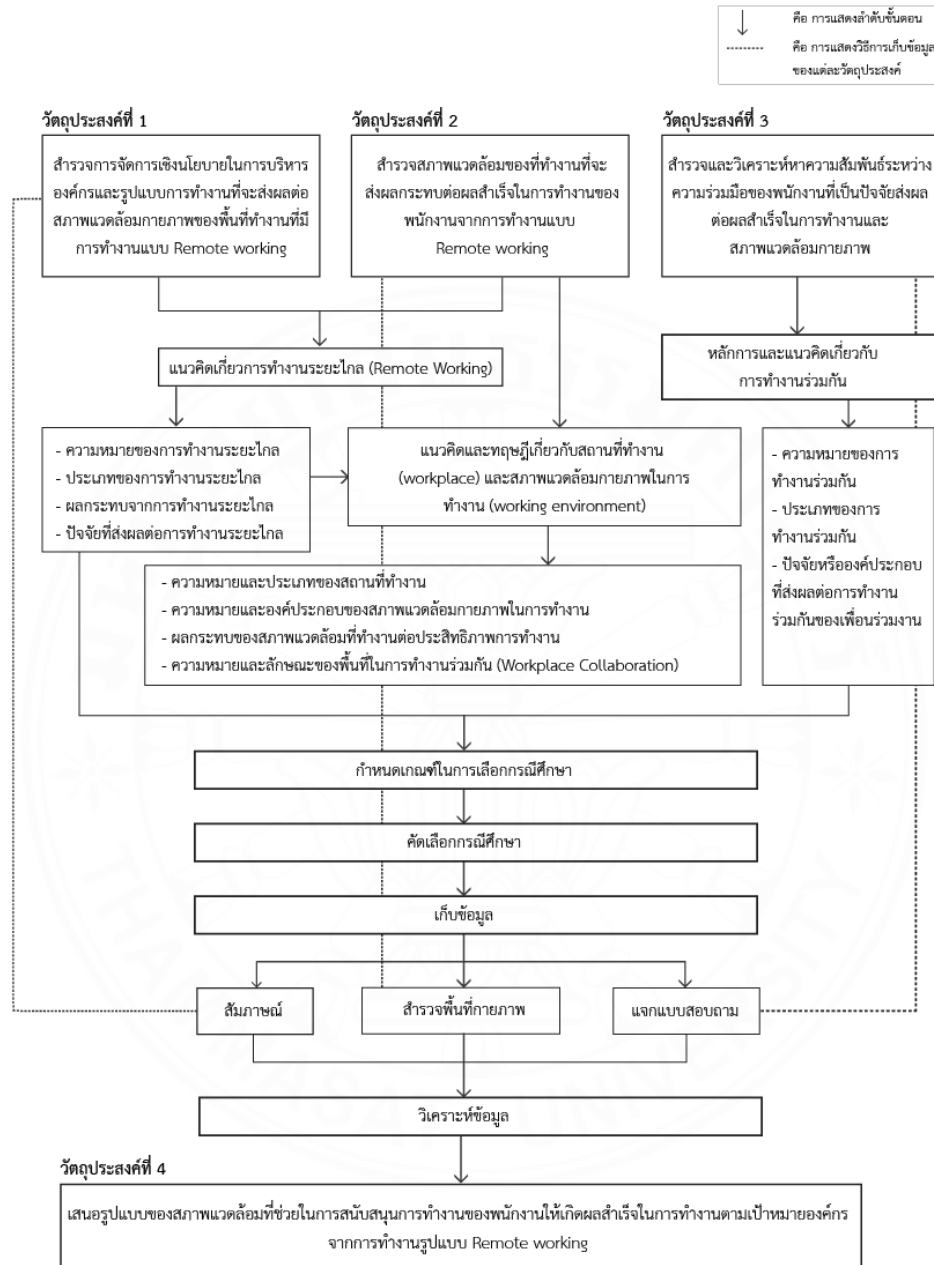 คือ การแสดงลำดับขั้นตอน
คือ การแสดงวิธีการเก็บข้อมูล
ของแต่ละวัตถุประสงค์
วัตถุประสงค์ที่ 1
สำรวจการจัดการเชิงนโยบายในการบริหาร
องค์กรและรูปแบบการทำงานที่จะส่งผลต่อ
สภาพแวดล้อมกายภาพของพื้นที่ทำงานที่มี
การทำงานแบบ Remote working
วัตถุประสงค์ที่ 2
สำรวจสภาพแวดล้อมของที่ทำงานที่จะ
ส่งผลกระทบต่อผลสำเร็จในการทำงานของ
พนักงานจากการทำงานแบบ
Remote working
วัตถุประสงค์ที่ 3
สำรวจและวิเคราะห์หาความสัมพันธ์ระหว่าง
ความร่วมมือของพนักงานที่เป็นปัจจัยส่งผล
ต่อผลสำเร็จในการทำงานและ
สภาพแวดล้อมกายภาพ
แนวคิดเกี่ยวการทำงานระยะไกล (Remote Working)
หลักการและแนวคิดเกี่ยวกับ
การทำงานร่วมกัน
- ความหมายของการทำงานระยะไกล
- ประเภทของการทำงานระยะไกล
- ผลกระทบจากการทำงานระยะไกล
- ปัจจัยที่ส่งผลต่อการทำงานระยะไกล
แนวคิดและทฤษฎีเกี่ยวกับสถานที่ทำงาน
(workplace) และสภาพแวดล้อมกายภาพในการ
ทำงาน (working environment)
- ความหมายของการ
ทำงานร่วมกัน
- ประเภทของการ
ทำงานร่วมกัน
- ปัจจัยหรือองค์ประกอบ
ที่ส่งผลต่อการทำงาน
ร่วมกันของเพื่อนร่วมงาน
- ความหมายและประเภทของสถานที่ทำงาน
- ความหมายและองค์ประกอบของสภาพแวดล้อมกายภาพในการทำงาน
- ผลกระทบของสภาพแวดล้อมที่ทำงานต่อประสิทธิภาพการทำงาน
- ความหมายและลักษณะของพื้นที่ในการทำงานร่วมกัน (Workplace Collaboration)
กำหนดเกณฑ์ในการเลือกกรณีศึกษา
คัดเลือกกรณีศึกษา
เก็บข้อมูล
สัมภาษณ์
สำรวจพื้นที่กายภาพ
แจกแบบสอบถาม
วิเคราะห์ข้อมูล
วัตถุประสงค์ที่ 4
เสนอรูปแบบของสภาพแวดล้อมที่ช่วยในการสนับสนุนการทำงานของพนักงานให้เกิดผลสำเร็จในการทำงานตามเป้าหมายองค์กร
จากการทำงานรูปแบบ Remote working
THAMMASAT UNIVERSITY